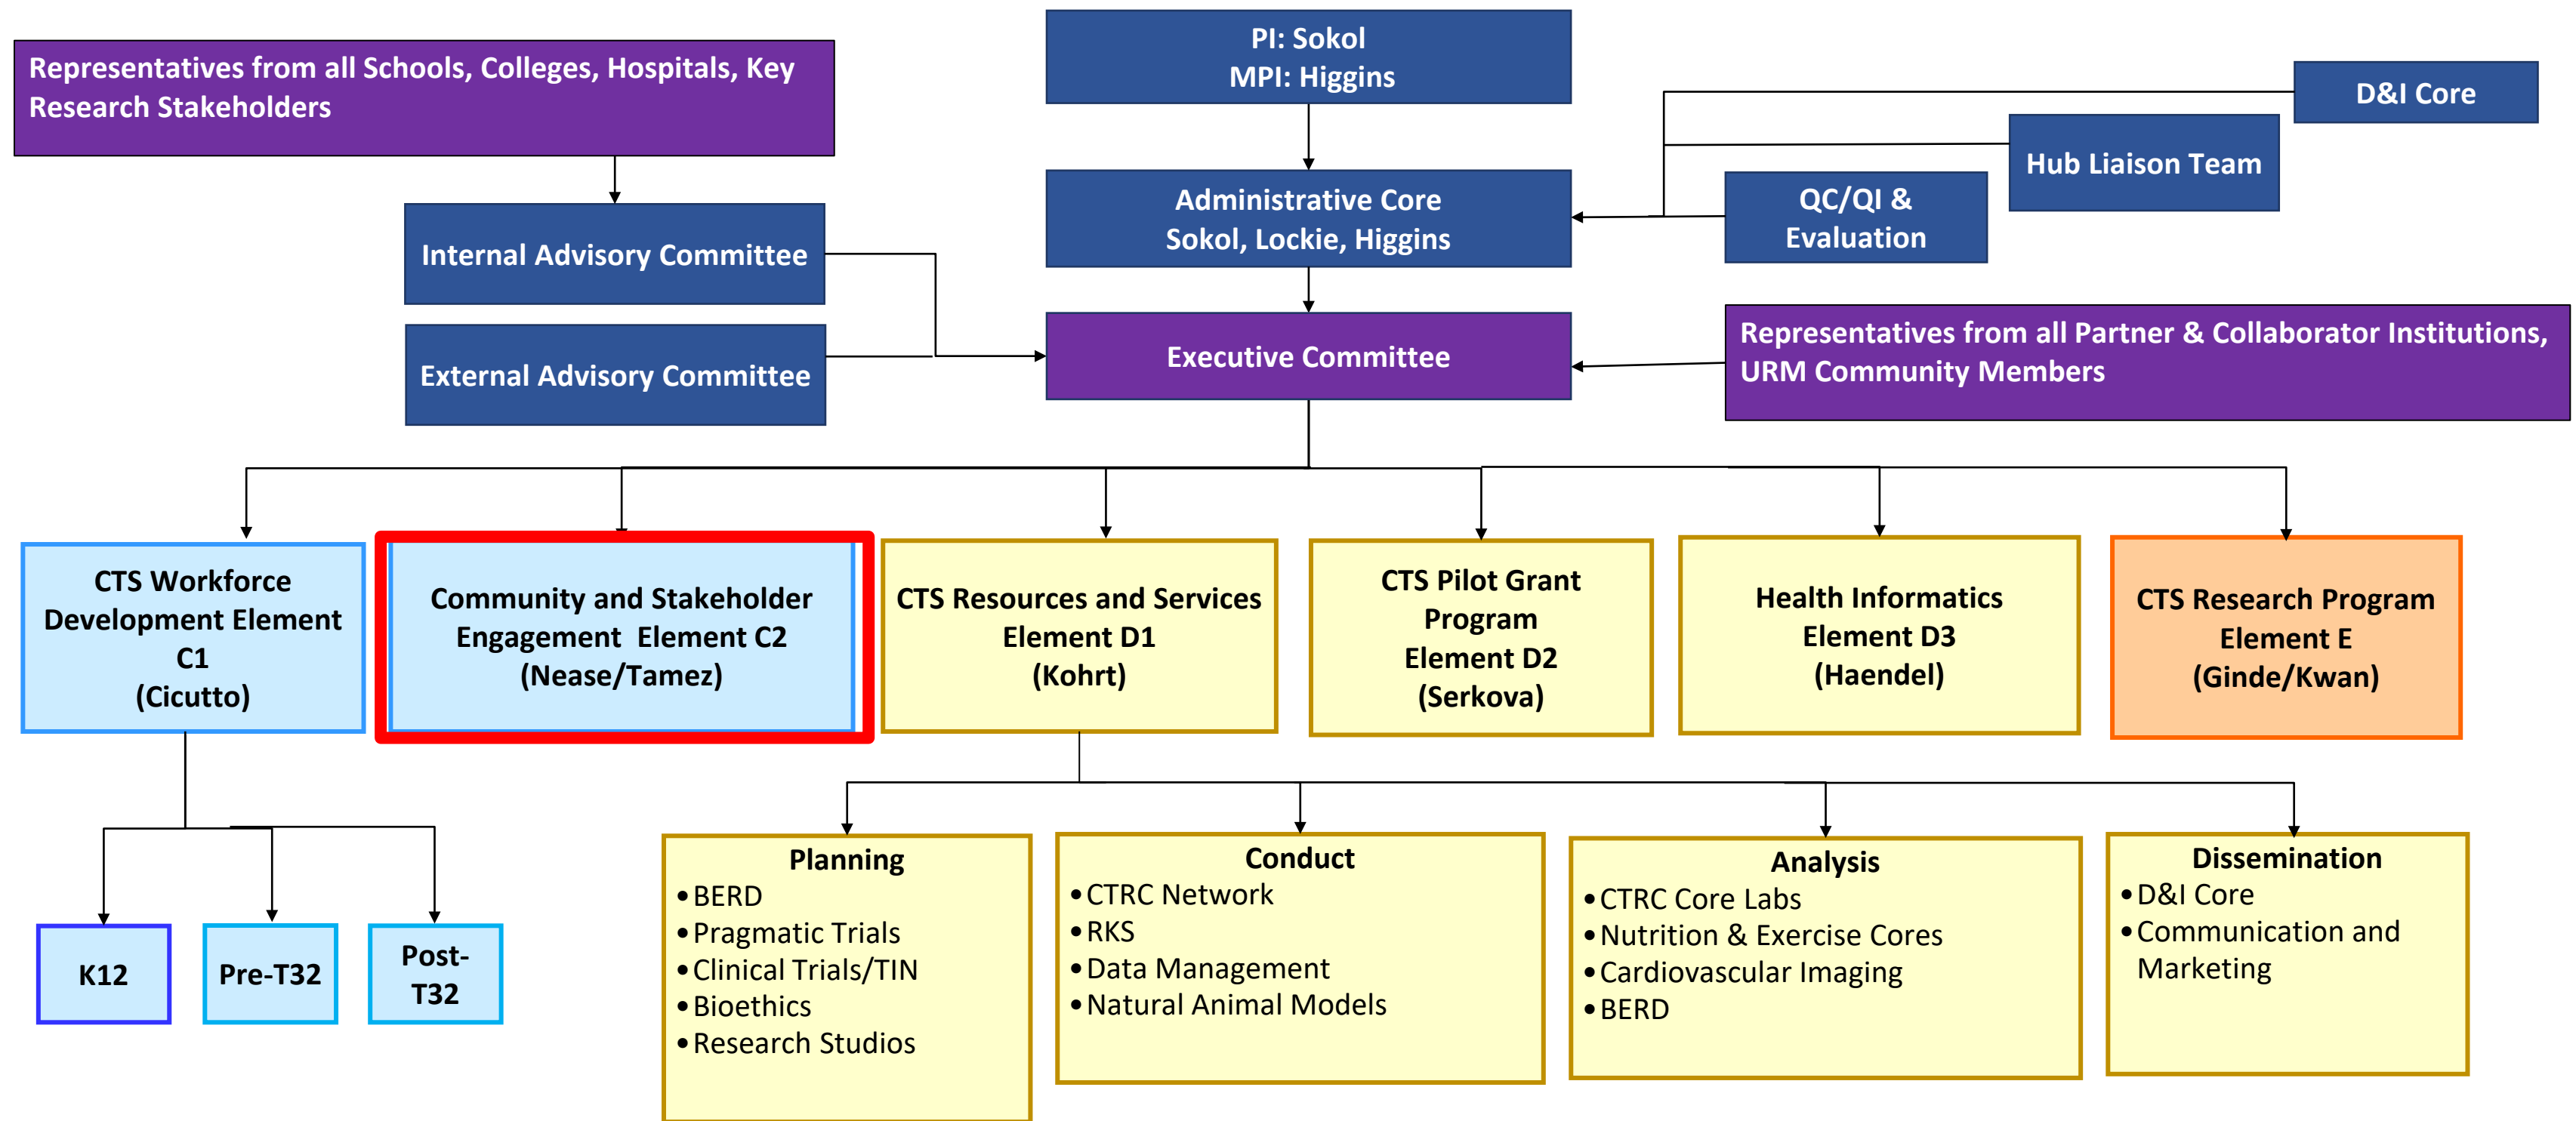 PI: Sokol
MPI: Higgins
Representatives from all Schools, Colleges, Hospitals, Key
Research Stakeholders
D&I Core
Hub Liaison Team
Administrative Core
Sokol, Lockie, Higgins
QC/QI &
Evaluation
Internal Advisory Committee
External Advisory Committee
Executive Committee
Representatives from all Partner & Collaborator Institutions,
URM Community Members
CTS Workforce
Development Element
C1
(Cicutto)
Community and Stakeholder
Engagement  Element C2
(Nease/Tamez)
CTS Resources and Services
Element D1
(Kohrt)
CTS Pilot Grant
Program
Element D2
(Serkova)
Health Informatics
Element D3
(Haendel)
CTS Research Program
Element E
(Ginde/Kwan)
K12
Pre-T32
Post-
T32
Planning
•BERD
•Pragmatic Trials
•Clinical Trials/TIN
•Bioethics
•Research Studios
Conduct
•CTRC Network
•RKS
•Data Management
•Natural Animal Models
Analysis
•CTRC Core Labs
•Nutrition & Exercise Cores
•Cardiovascular Imaging
•BERD
Dissemination
•D&I Core
•Communication and
Marketing